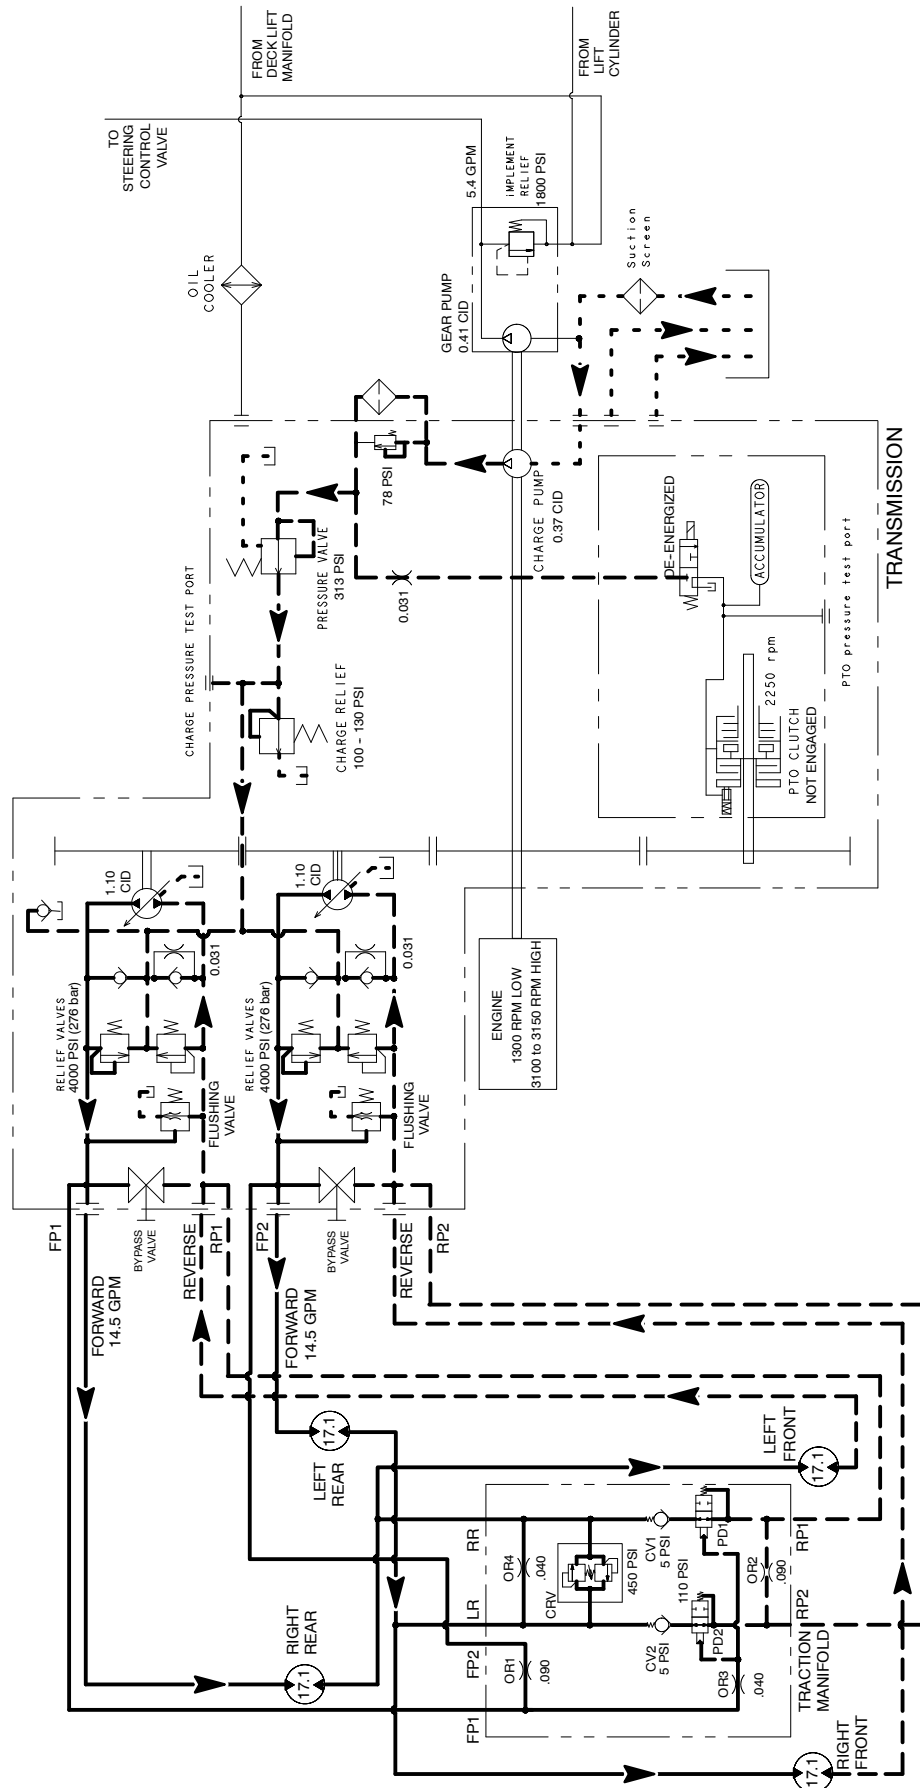 FROM
DECK LIFT
MANIFOLD
FROM
LIFT
CYLINDER
TO
STEERING
CONTROL
VALVE
5.4 GPM
IMPLEMENT
RELIEF
1800 PSI
OIL
COOLER
GEAR PUMP
0.41 CID
Suction
Screen
78 PSI
CHARGE PUMP
0.37 CID
PRESSURE VALVE
313 PSI
0.031
CHARGE PRESSURE TEST PORT
CHARGE RELIEF
100 - 130 PSI
DE-ENERGIZED
ACCUMULATOR
PTO pressure test port
2250 rpm
PTO CLUTCH
NOT ENGAGED
TRANSMISSION
1.10
CID
1.10
CID
0.031
0.031
RELIEF VALVES
4000 PSI (276 bar)
RELIEF VALVES
4000 PSI (276 bar)
ENGINE
1300 RPM LOW
3100 to 3150 RPM HIGH
FLUSHING
VALVE
FLUSHING
VALVE
FP1
BYPASS
VALVE
REVERSE
RP1
FP2
BYPASS
VALVE
REVERSE
RP2
FORWARD
14.5 GPM
FORWARD
14.5 GPM
17.1
LEFT
REAR
17.1
LEFT
FRONT
17.1
RIGHT
REAR
17.1
RIGHT
FRONT
RR
LR
FP2
FP1
OR4
.040
CRV
450 PSI
CV1
5 PSI
PD1
110 PSI
OR2
.090
RP1
RP2
CV2
5 PSI
PD2
OR1
.090
OR3
.040
TRACTION
MANIFOLD